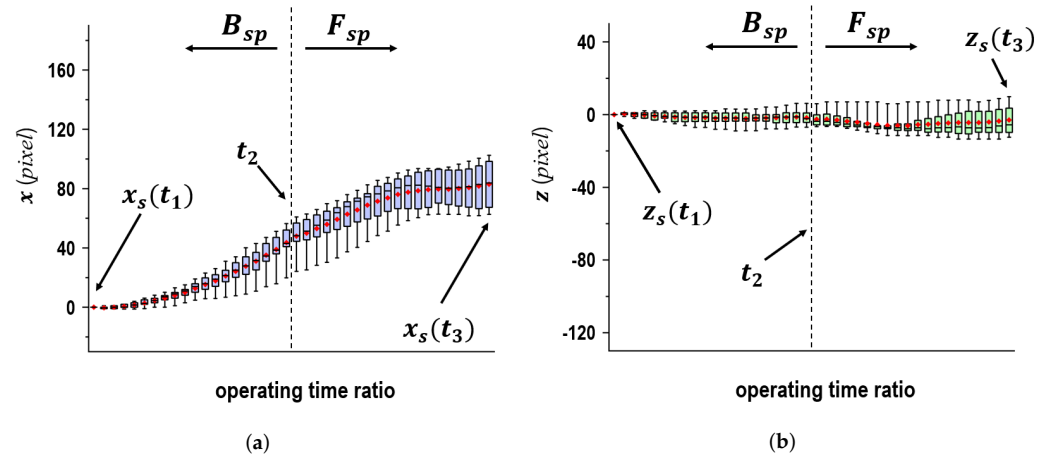 B_sp F_sp
160
120
80
40
0
x (pixel)
t_2
x_s(t_1)
x_s(t_3)
operating time ratio
(a)
B_sp F_sp
z_s(t_3)
40
0
-40
-80
-120
z (pixel)
z_s(t_1)
t_2
operating time ratio
(b)